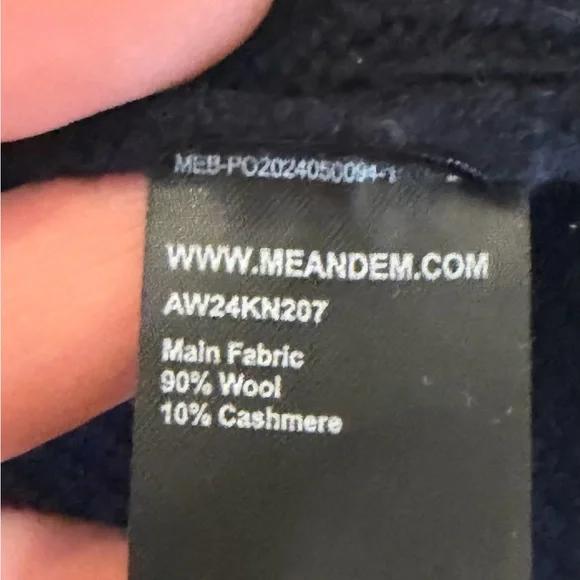 MEB-PO2024050094-1
WWW.MEANDEM.COM
AW24KN207
Main Fabric
90% Wool
10% Cashmere